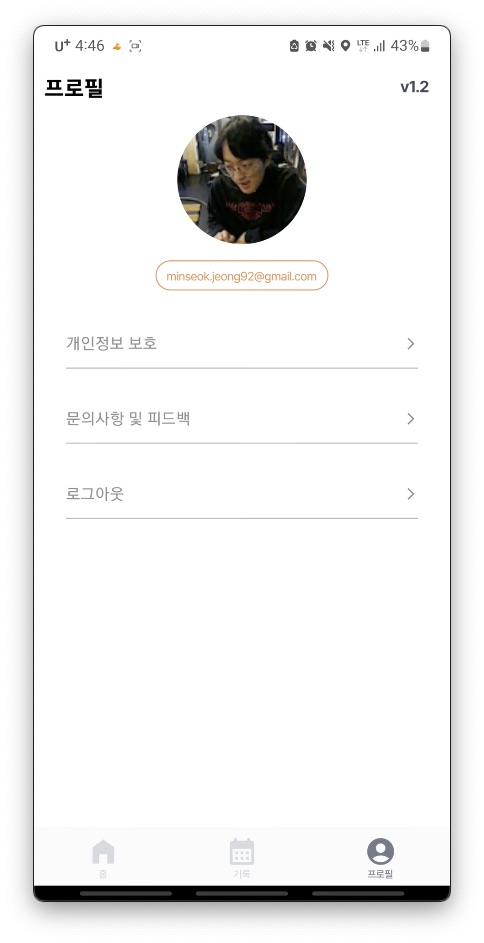 U+ 4:46 LTE 43%
프로필 v1.2
minseok.jeong92@gmail.com
개인정보 보호
문의사항 및 피드백
로그아웃
홈 기록 프로필